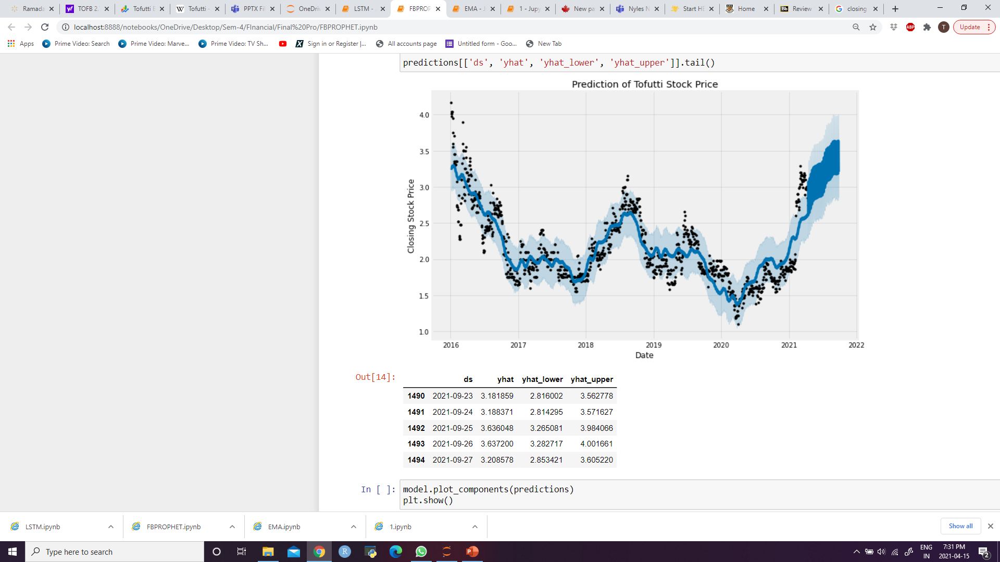 Ramada
TOFB 2.
Tofutti B
Tofutti -
PPTX Fil
OneDriv
LSTM -
FBPROP
EMA - J
1 - Jupy
New pa
Nyles N
Start HE
Home
Review
closing
localhost:8888/notebooks/OneDrive/Desktop/Sem-4/FInancial/Final%20Pro/FBPROPHET.ipynb
ABP
T
Update
Apps
Prime Video: Search
Prime Video: Marve...
Prime Video: TV Sh...
Sign in or Register |...
All accounts page
Untitled form - Goo...
New Tab
predictions[['ds', 'yhat', 'yhat_lower', 'yhat_upper']].tail()
Prediction of Tofutti Stock Price
Closing Stock Price
4.0
3.5
3.0
2.5
2.0
1.5
1.0
2016 2017 2018 2019 2020 2021 2022
Date
Out[14]:
ds yhat yhat_lower yhat_upper
1490 2021-09-23 3.181859 2.816002 3.562778
1491 2021-09-24 3.188371 2.814295 3.571627
1492 2021-09-25 3.636048 3.265081 3.984066
1493 2021-09-26 3.637200 3.282717 4.001661
1494 2021-09-27 3.208578 2.853421 3.605220
In [ ]: model.plot_components(predictions)
plt.show()
LSTM.ipynb
FBPROPHET.ipynb
EMA.ipynb
1.ipynb
Show all
Type here to search
ENG
IN
7:31 PM
2021-04-15
2